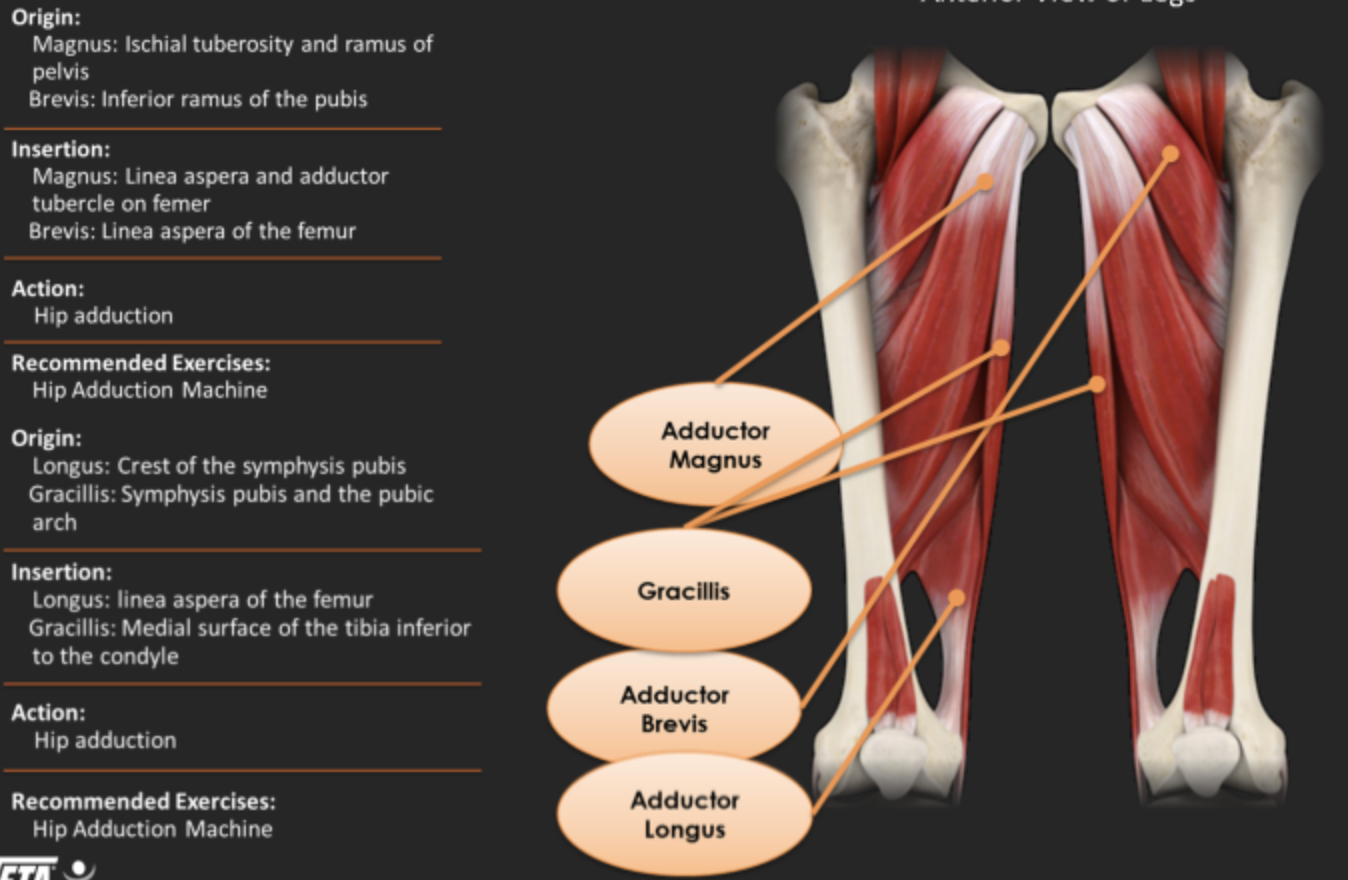 Anterior View of Legs
Origin:
Magnus: Ischial tuberosity and ramus of
pelvis
Brevis: Inferior ramus of the pubis
Insertion:
Magnus: Linea aspera and adductor
tubercle on femer
Brevis: Linea aspera of the femur
Action:
Hip adduction
Recommended Exercises:
Hip Adduction Machine
Origin:
Longus: Crest of the symphysis pubis
Gracillis: Symphysis pubis and the pubic
arch
Insertion:
Longus: linea aspera of the femur
Gracillis: Medial surface of the tibia inferior
to the condyle
Action:
Hip adduction
Recommended Exercises:
Hip Adduction Machine
Adductor
Magnus
Gracillis
Adductor
Brevis
Adductor
Longus